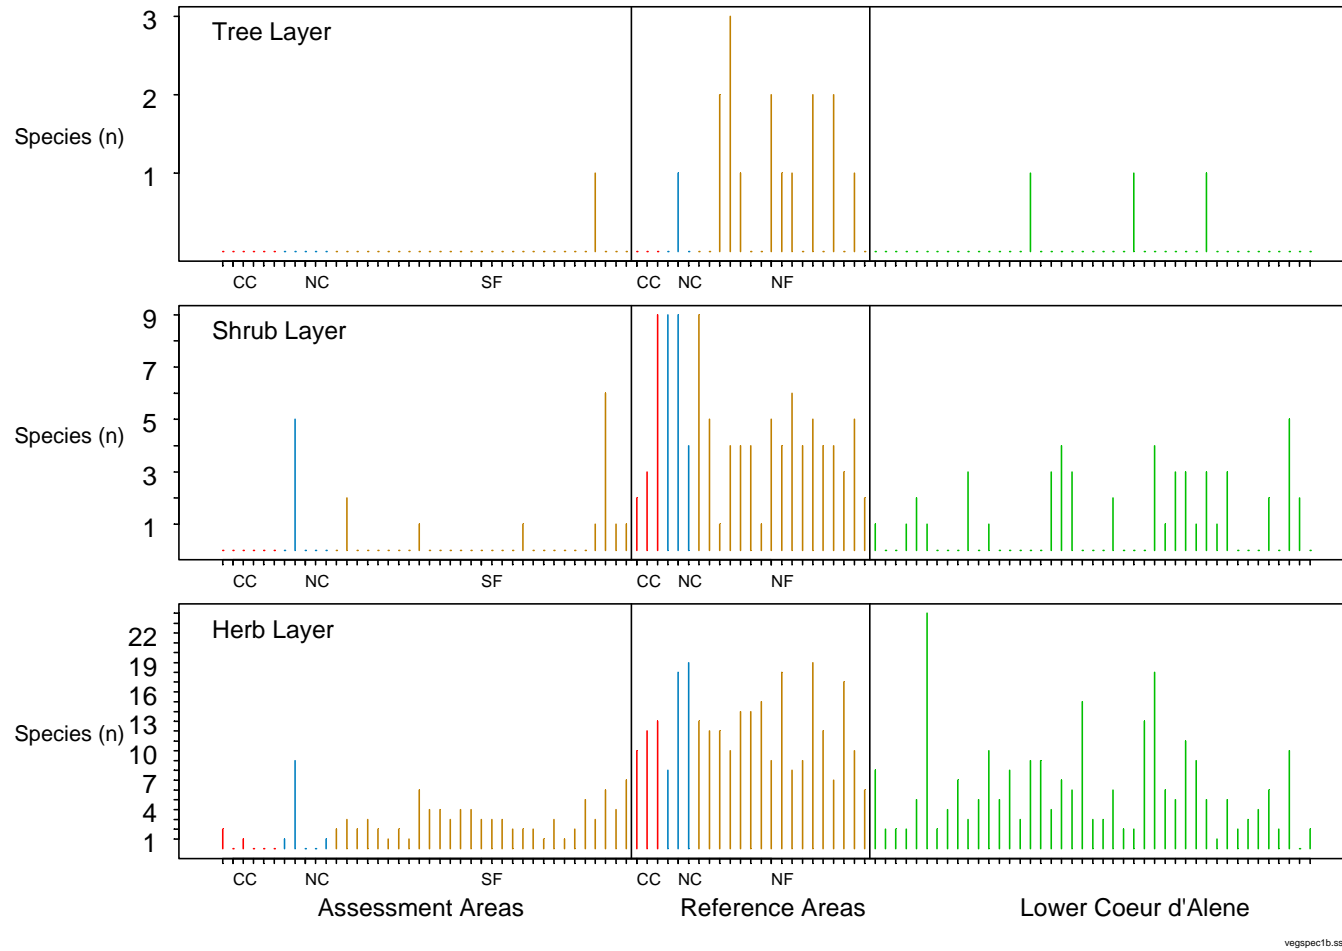 Tree Layer
3
2
1
Species (n)
CC NC SF CC NC NF
Shrub Layer
9
7
5
3
1
Species (n)
CC NC SF CC NC NF
Herb Layer
22
19
16
13
10
7
4
1
Species (n)
CC NC SF CC NC NF
Assessment Areas Reference Areas Lower Coeur d'Alene